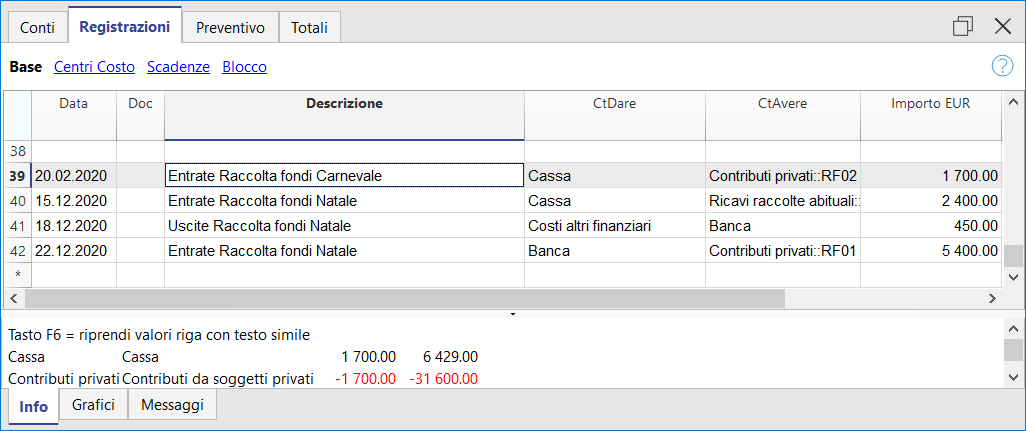 Conti Registrazioni Preventivo Totali
Base Centri Costo Scadenze Blocco ?
Data Doc Descrizione CtDare CtAvere Importo EUR
38
39 20.02.2020 Entrate Raccolta fondi Carnevale Cassa Contributi privati::RF02 1 700.00
40 15.12.2020 Entrate Raccolta fondi Natale Cassa Ricavi raccolte abituali:: 2 400.00
41 18.12.2020 Uscite Raccolta fondi Natale Costi altri finanziari Banca 450.00
42 22.12.2020 Entrate Raccolta fondi Natale Banca Contributi privati::RF01 5 400.00
*
Tasto F6 = riprendi valori riga con testo simile
Cassa Cassa 1 700.00 6 429.00
Contributi privati Contributi da soggetti privati -1 700.00 -31 600.00
Info Grafici Messaggi